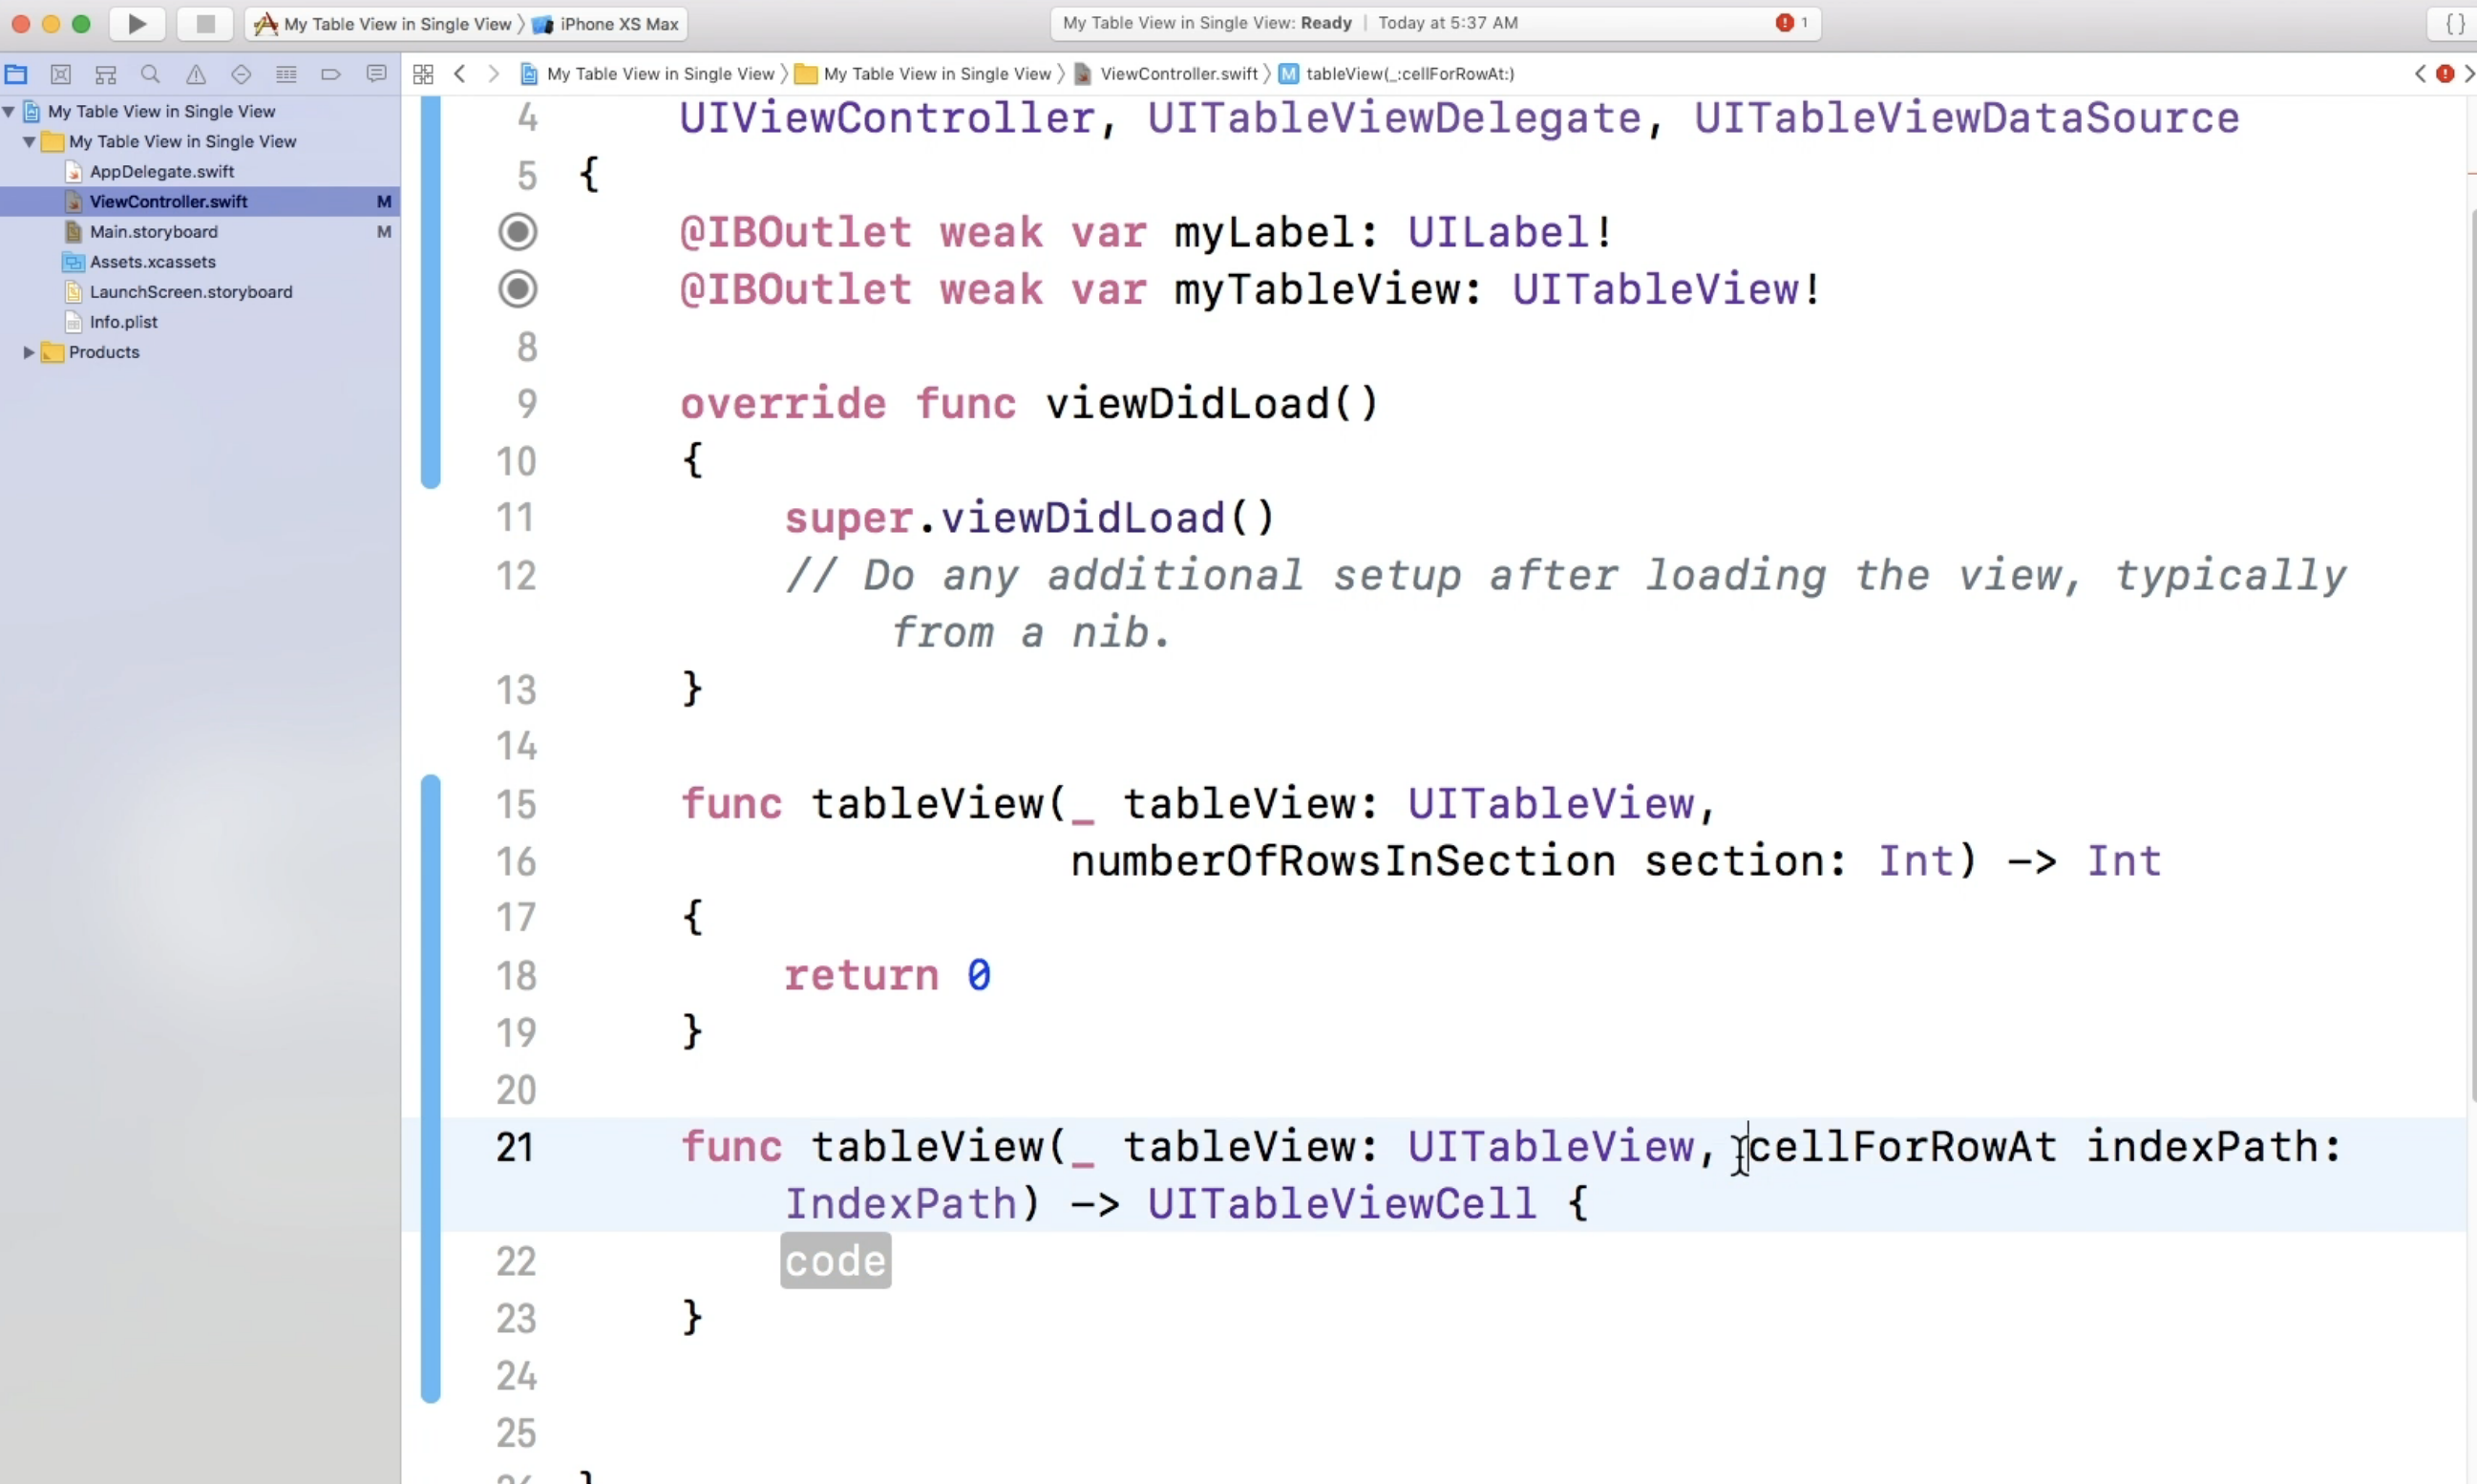 My Table View in Single View 〉 iPhone XS Max
My Table View in Single View: Ready | Today at 5:37 AM
1
{}
My Table View in Single View 〉 My Table View in Single View 〉 ViewController.swift 〉 M tableView(_:cellForRowAt:)
My Table View in Single View
My Table View in Single View
AppDelegate.swift
ViewController.swift M
Main.storyboard M
Assets.xcassets
LaunchScreen.storyboard
Info.plist
Products
4 UIViewController, UITableViewDelegate, UITableViewDataSource
5 {
@IBOutlet weak var myLabel: UILabel!
@IBOutlet weak var myTableView: UITableView!
8
9 override func viewDidLoad()
10 {
11 super.viewDidLoad()
12 // Do any additional setup after loading the view, typically
from a nib.
13 }
14
15 func tableView(_ tableView: UITableView,
16 numberOfRowsInSection section: Int) -> Int
17 {
18 return 0
19 }
20
21 func tableView(_ tableView: UITableView, cellForRowAt indexPath:
IndexPath) -> UITableViewCell {
22 code
23 }
24
25